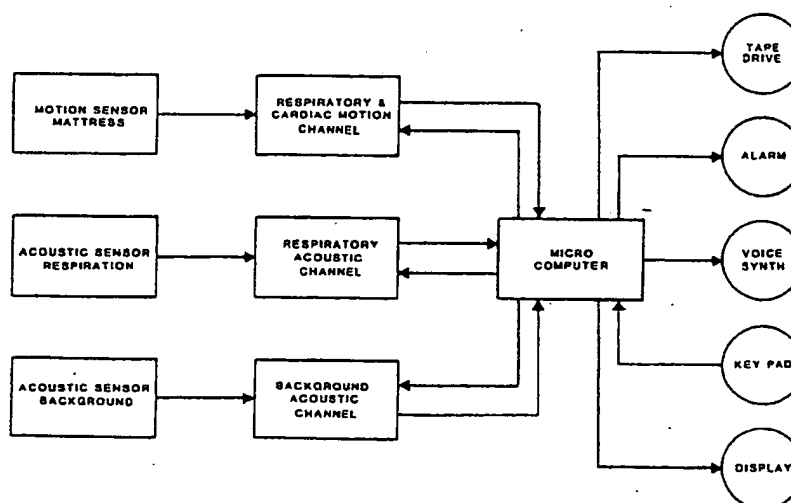 MOTION SENSOR
MATTRESS
RESPIRATORY &
CARDIAC MOTION
CHANNEL
TAPE
DRIVE
ALARM
ACOUSTIC SENSOR
RESPIRATION
RESPIRATORY
ACOUSTIC
CHANNEL
MICRO
COMPUTER
VOICE
SYNTH
KEY PAD
ACOUSTIC SENSOR
BACKGROUND
BACKGROUND
ACOUSTIC
CHANNEL
DISPLAY